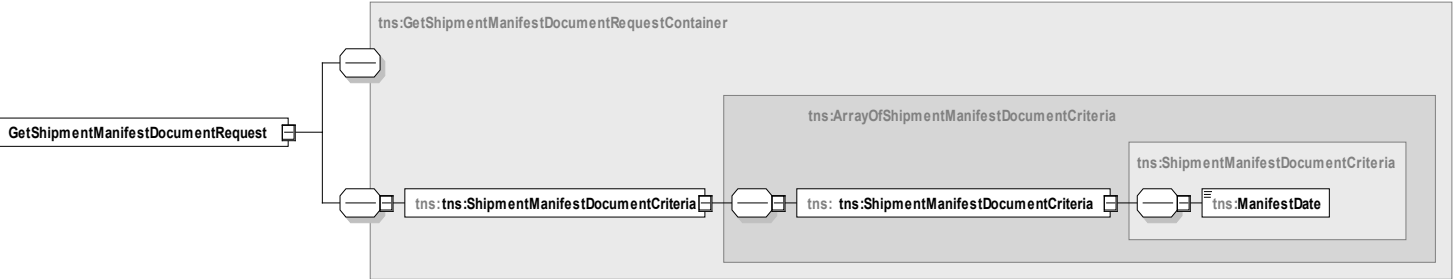 tns:GetShipmentManifestDocumentRequestContainer
tns:ArrayOfShipmentManifestDocumentCriteria
GetShipmentManifestDocumentRequest
tns:ShipmentManifestDocumentCriteria
tns:tns:ShipmentManifestDocumentCriteria
tns: tns:ShipmentManifestDocumentCriteria
tns:ManifestDate